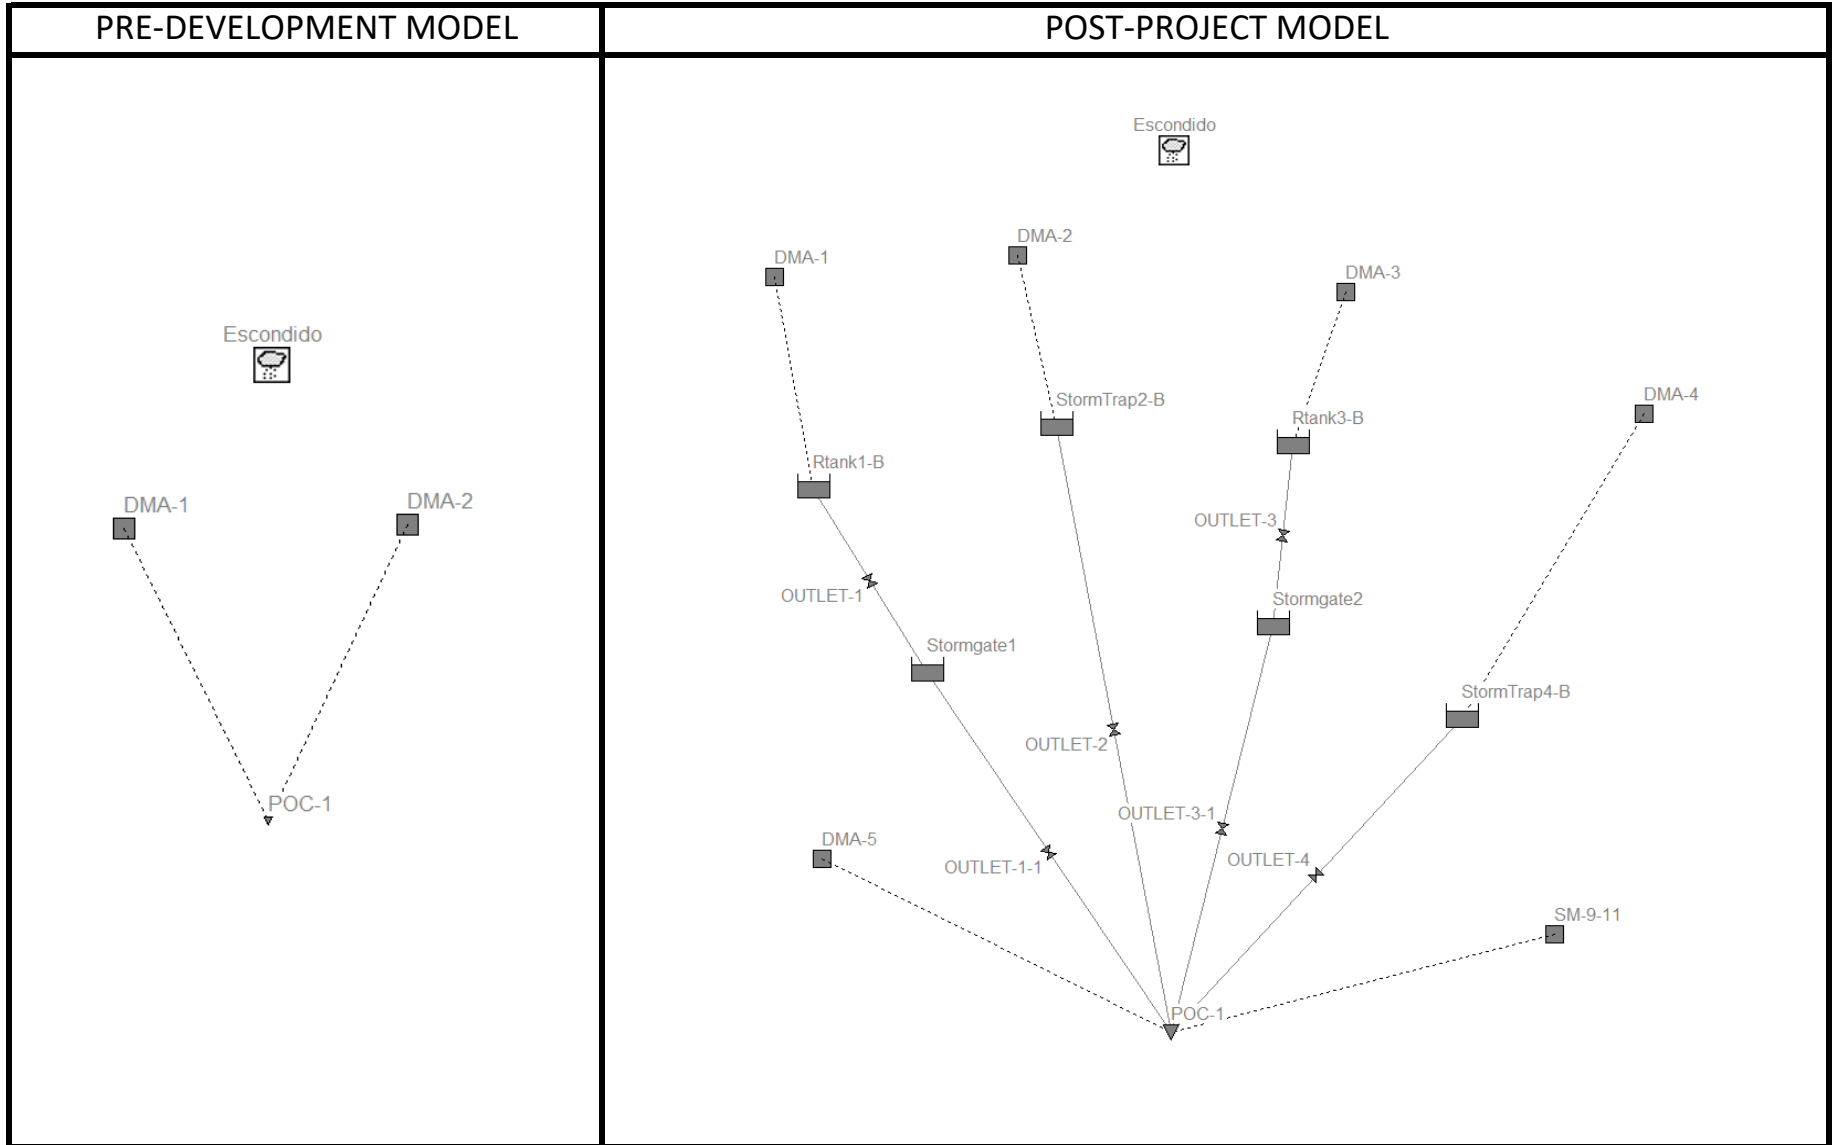 PRE-DEVELOPMENT MODEL
POST-PROJECT MODEL
Escondido
DMA-1
DMA-2
POC-1
Escondido
DMA-1
DMA-2
DMA-3
DMA-4
StormTrap2-B
Rtank3-B
Rtank1-B
OUTLET-3
OUTLET-1
Stormgate2
Stormgate1
StormTrap4-B
OUTLET-2
OUTLET-3-1
DMA-5
OUTLET-1-1
OUTLET-4
SM-9-11
POC-1